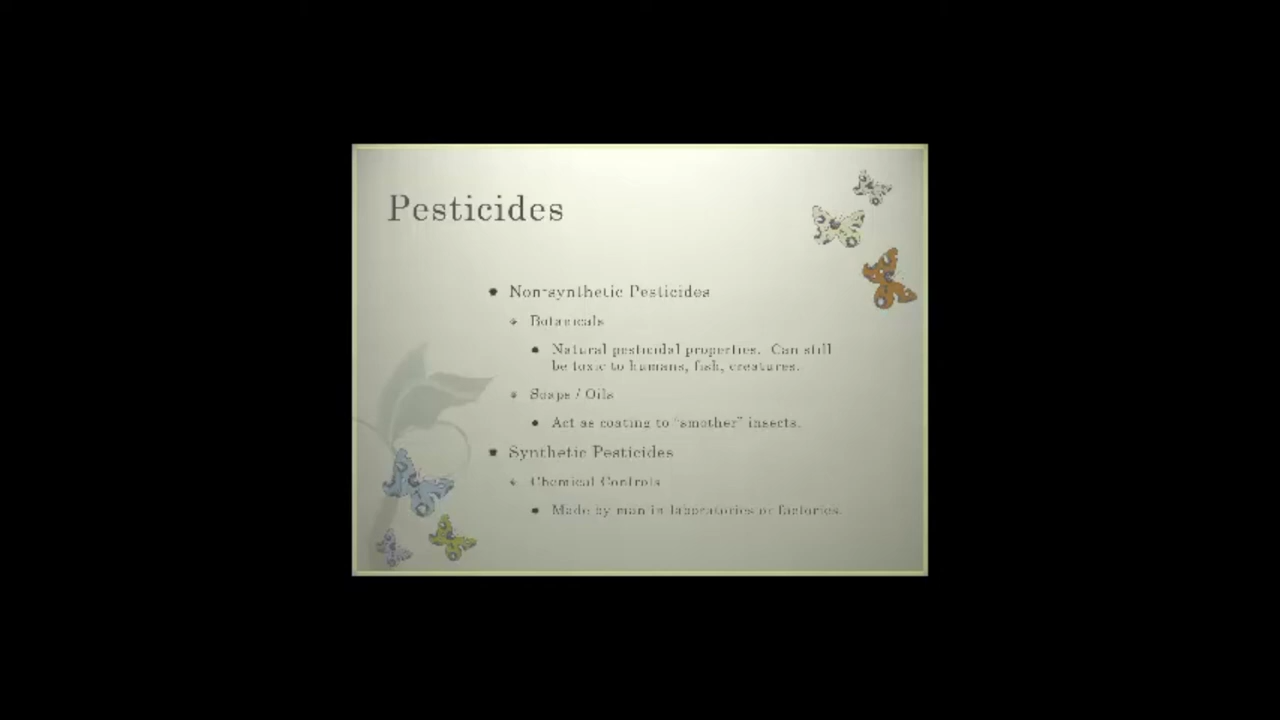 Pesticides
Non-synthetic Pesticides
Botanicals
Natural pesticidal properties. Can still
be toxic to humans, fish, creatures.
Soaps / Oils
Act as coating to "smother" insects.
Synthetic Pesticides
Chemical Controls
Made by man in laboratories or factories.